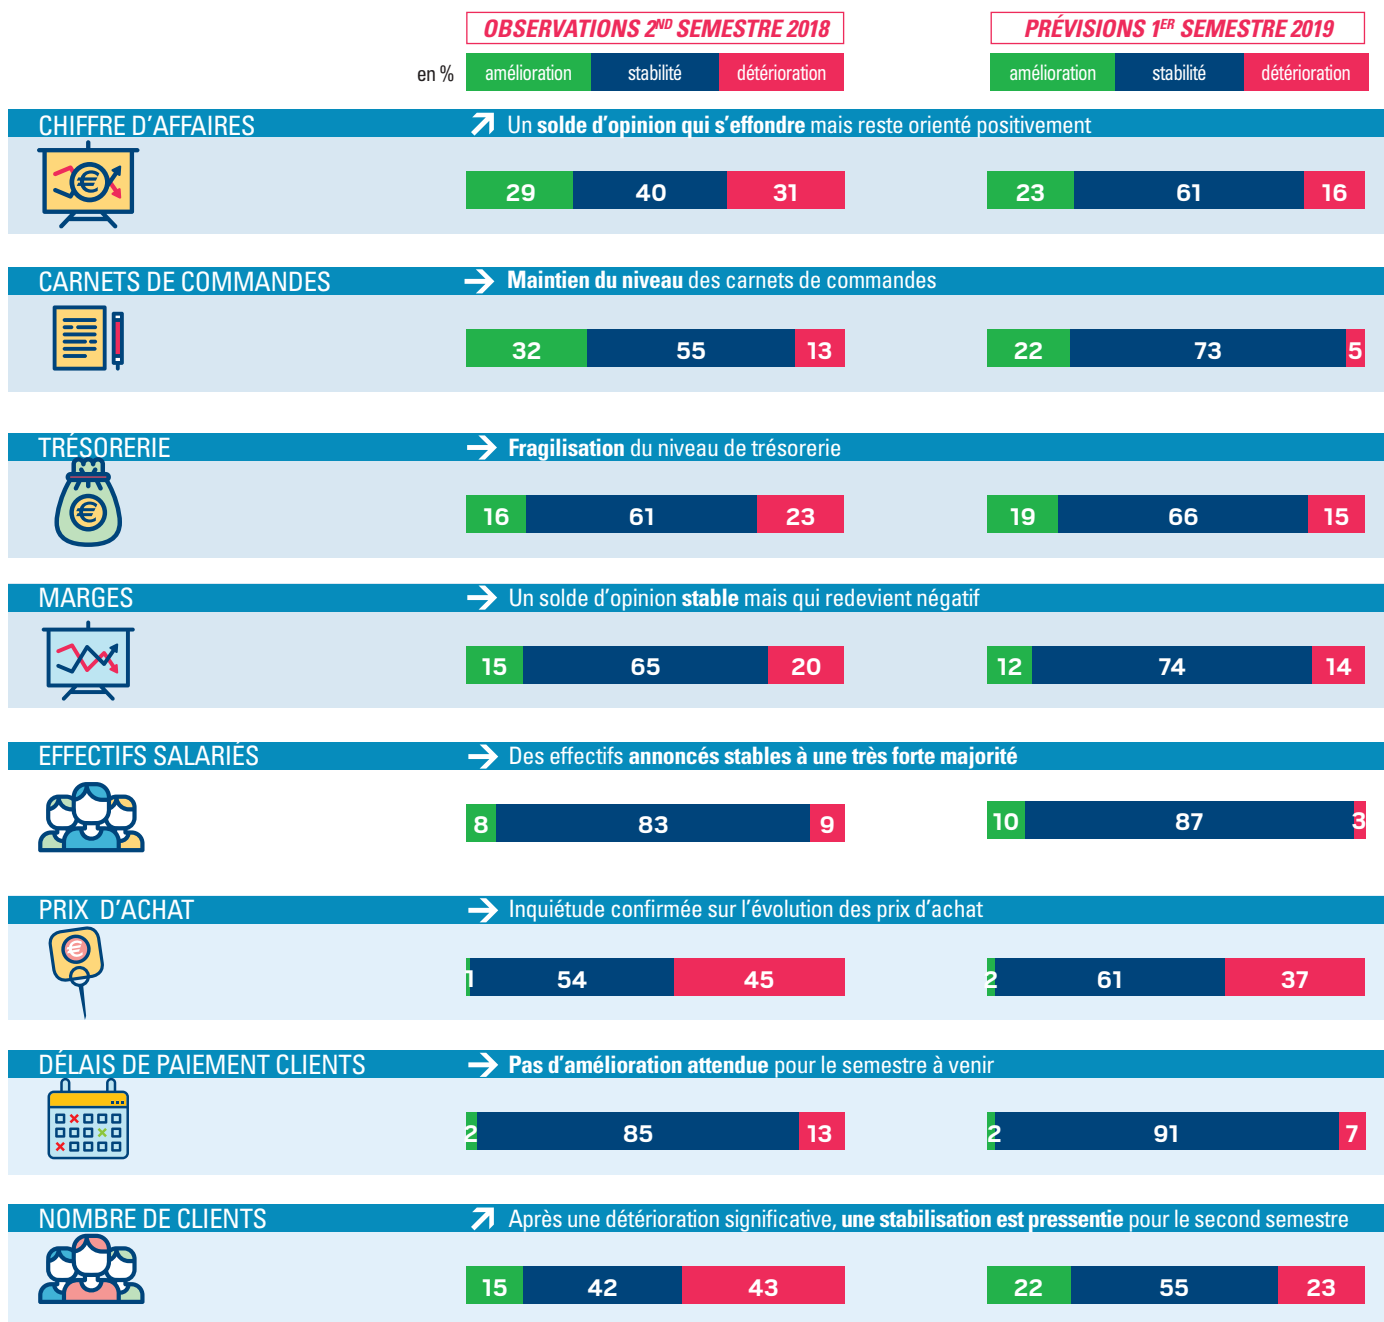 OBSERVATIONS 2ND SEMESTRE 2018
PRÉVISIONS 1ER SEMESTRE 2019
en % amélioration stabilité détérioration
amélioration stabilité détérioration
CHIFFRE D'AFFAIRES
Un solde d'opinion qui s'effondre mais reste orienté positivement
29 40 31
23 61 16
CARNETS DE COMMANDES
Maintien du niveau des carnets de commandes
32 55 13
22 73 5
TRÉSORERIE
Fragilisation du niveau de trésorerie
16 61 23
19 66 15
MARGES
Un solde d'opinion stable mais qui redevient négatif
15 65 20
12 74 14
EFFECTIFS SALARIÉS
Des effectifs annoncés stables à une très forte majorité
8 83 9
10 87 3
PRIX D'ACHAT
Inquiétude confirmée sur l'évolution des prix d'achat
1 54 45
2 61 37
DÉLAIS DE PAIEMENT CLIENTS
Pas d'amélioration attendue pour le semestre à venir
2 85 13
2 91 7
NOMBRE DE CLIENTS
Après une détérioration significative, une stabilisation est pressentie pour le second semestre
15 42 43
22 55 23